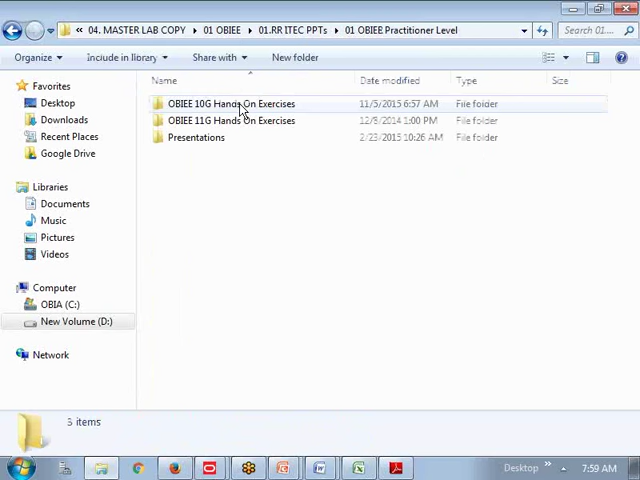 « 04. MASTER LAB COPY ▸ 01 OBIEE ▸ 01.RR ITEC PPTs ▸ 01 OBIEE Practitioner Level
Search 01...
Organize Include in library Share with New folder
Name Date modified Type Size
Favorites
Desktop
Downloads
Recent Places
Google Drive
Libraries
Documents
Music
Pictures
Videos
Computer
OBIA (C:)
New Volume (D:)
Network
OBIEE 10G Hands On Exercises 11/5/2015 6:57 AM File folder
OBIEE 11G Hands On Exercises 12/8/2014 1:00 PM File folder
Presentations 2/23/2015 10:26 AM File folder
3 items
Desktop » 7:59 AM